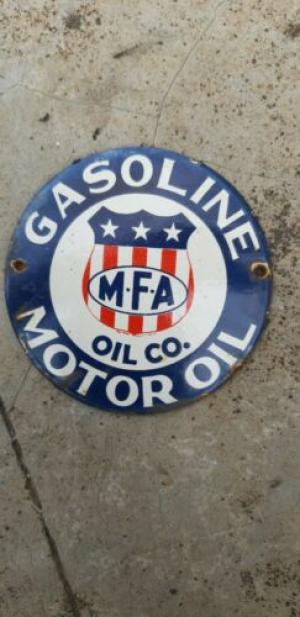 GASOLINE
M·F·A
OIL CO.
MOTOR OIL